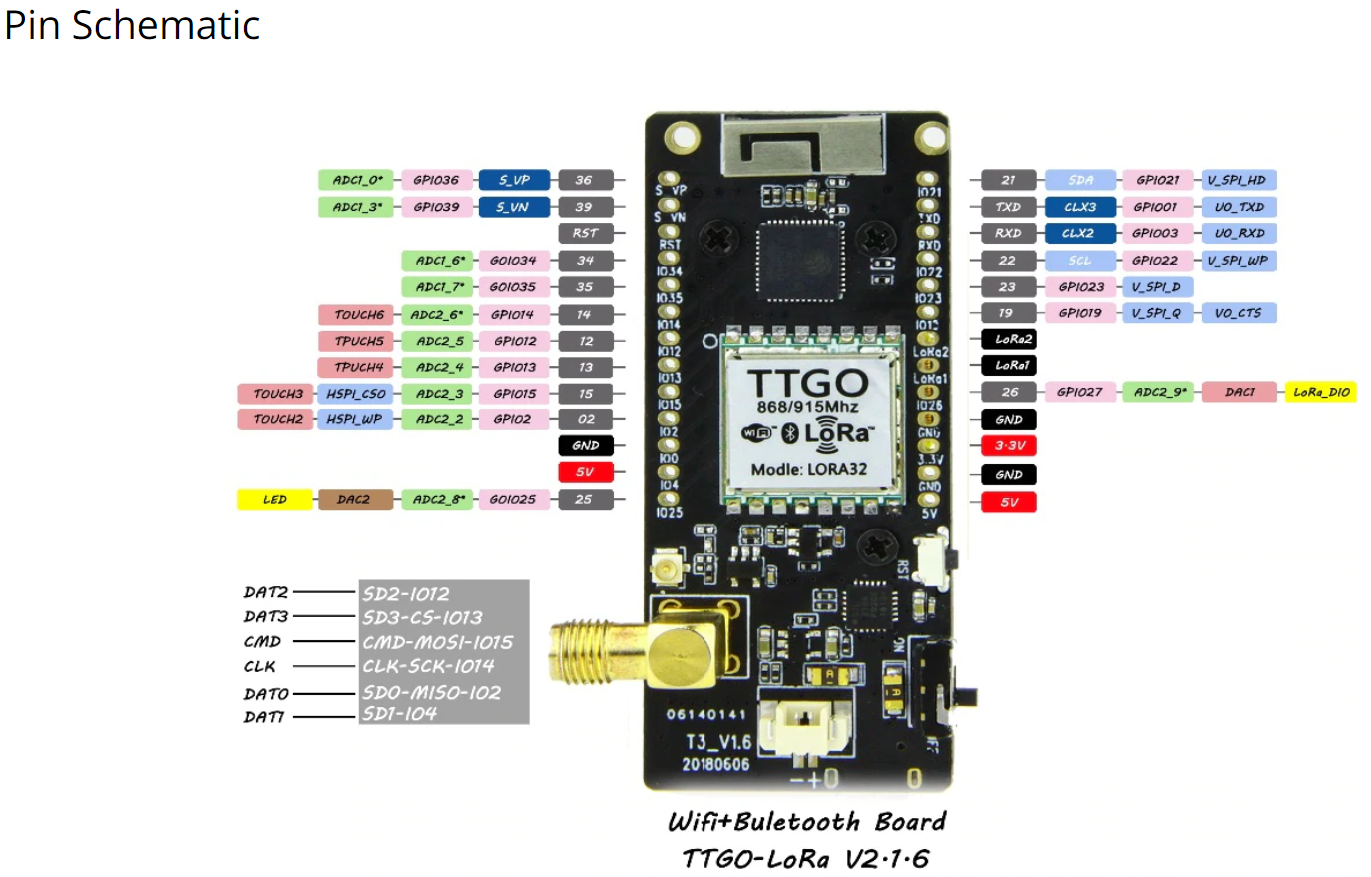 Pin Schematic
ADC1_0* GPIO36 S_VP 36
ADC1_3* GPIO39 S_VN 39
RST
ADC1_6* GOIO34 34
ADC1_7* GOIO35 35
TOUCH6 ADC2_6* GPIO14 14
TPUCH5 ADC2_5 GPIO12 12
TPUCH4 ADC2_4 GPIO13 13
TOUCH3 HSPI_CSO ADC2_3 GPIO15 15
TOUCH2 HSPI_WP ADC2_2 GPIO2 02
GND
5V
LED DAC2 ADC2_8* GOIO25 25
S_VP
S_VN
RST
IO34
IO35
IO14
IO12
IO13
IO15
IO2
IO0
IO4
IO25
TTGO
868/915Mhz
WiFi LoRa™
Modle: LORA32
IO21
TXD
RXD
IO22
IO23
LoRa2
LoRa1
IO26
GND
3.3V
GND
5V
21 SDA GPIO21 V_SPI_HD
TXD CLX3 GPIO01 UO_TXD
RXD CLX2 GPIO03 UO_RXD
22 SCL GPIO22 V_SPI_WP
23 GPIO23 V_SPI_D
19 GPIO19 V_SPI_Q VO_CTS
LoRa2
LoRa1
26 GPIO27 ADC2_9* DAC1 LoRa_DIO
GND
3.3V
GND
5V
DAT2 SD2-IO12
DAT3 SD3-CS-IO13
CMD CMD-MOSI-IO15
CLK CLK-SCK-IO14
DAT0 SD0-MISO-IO2
DAT1 SD1-IO4
RST
ON
06140141
T3_V1.6
20180606
-+
Wifi+Buletooth Board
TTGO-LoRa V2.1.6